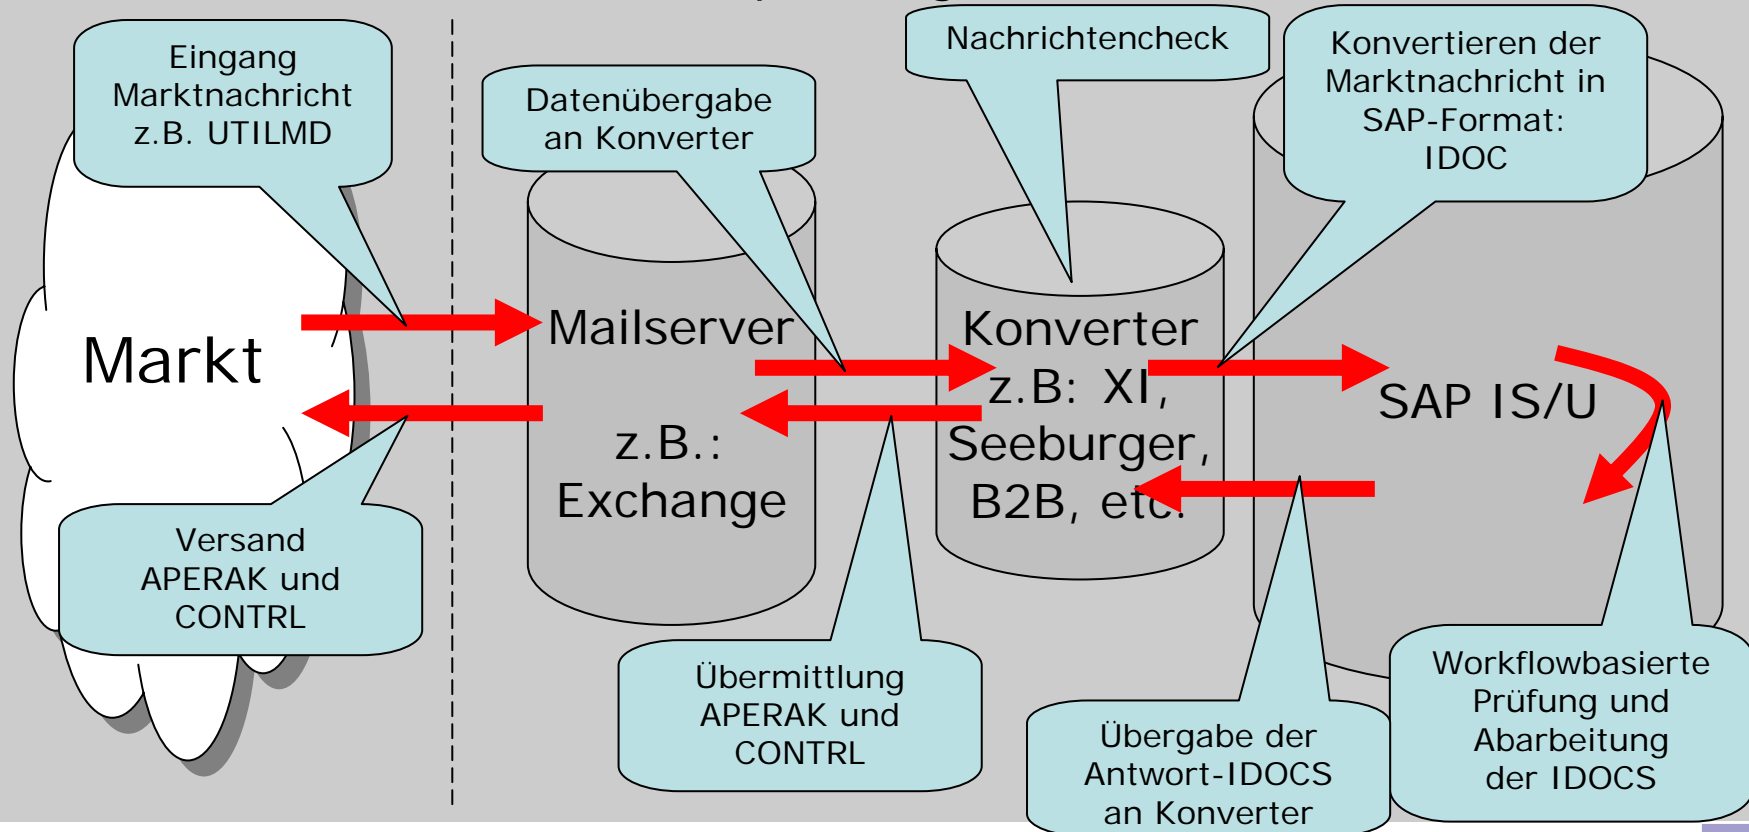 Eingang
Marktnachricht
z.B. UTILMD
Datenübergabe
an Konverter
Nachrichtencheck
Konvertieren der
Marktnachricht in
SAP-Format:
IDOC
Markt
Mailserver
z.B.:
Exchange
Konverter
z.B: XI,
Seeburger,
B2B, etc.
SAP IS/U
Versand
APERAK und
CONTRL
Übermittlung
APERAK und
CONTRL
Übergabe der
Antwort-IDOCS
an Konverter
Workflowbasierte
Prüfung und
Abarbeitung
der IDOCS